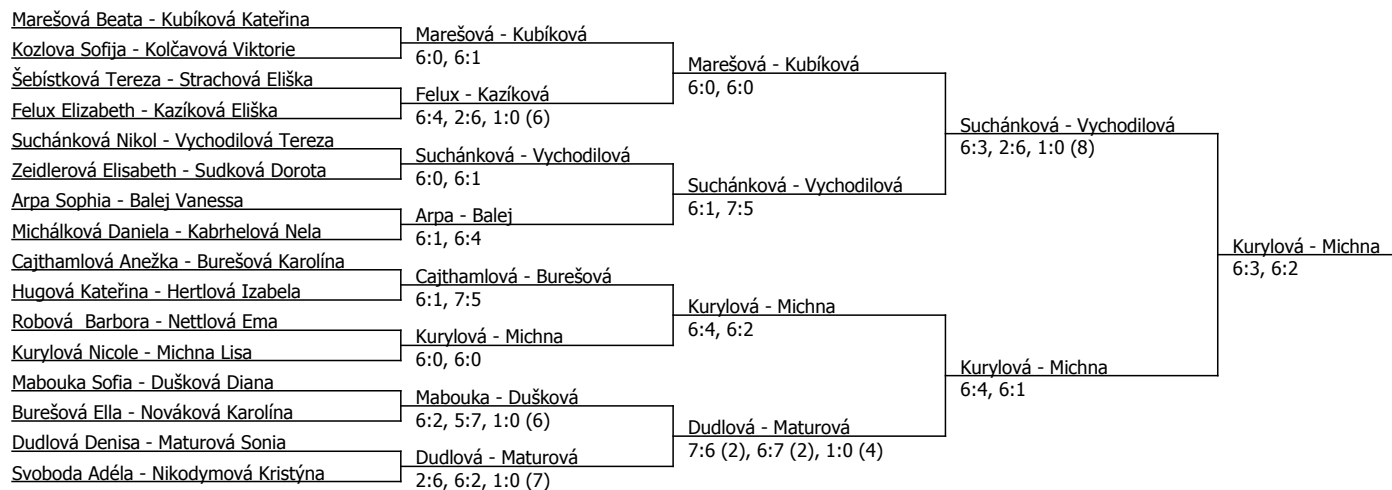 Marešová Beata - Kubíková Kateřina
Kozlova Sofija - Kolčavová Viktorie
Šebístková Tereza - Strachová Eliška
Felux Elizabeth - Kazíková Eliška
Suchánková Nikol - Vychodilová Tereza
Zeidlerová Elisabeth - Sudková Dorota
Arpa Sophia - Balej Vanessa
Michálková Daniela - Kabrhelová Nela
Cajthamlová Anežka - Burešová Karolína
Hugová Kateřina - Hertlová Izabela
Robová  Barbora - Nettlová Ema
Kurylová Nicole - Michna Lisa
Mabouka Sofia - Dušková Diana
Burešová Ella - Nováková Karolína
Dudlová Denisa - Maturová Sonia
Svoboda Adéla - Nikodymová Kristýna
Marešová - Kubíková
6:0, 6:1
Felux - Kazíková
6:4, 2:6, 1:0 (6)
Suchánková - Vychodilová
6:0, 6:1
Arpa - Balej
6:1, 6:4
Cajthamlová - Burešová
6:1, 7:5
Kurylová - Michna
6:0, 6:0
Mabouka - Dušková
6:2, 5:7, 1:0 (6)
Dudlová - Maturová
2:6, 6:2, 1:0 (7)
Marešová - Kubíková
6:0, 6:0
Suchánková - Vychodilová
6:1, 7:5
Kurylová - Michna
6:4, 6:2
Dudlová - Maturová
7:6 (2), 6:7 (2), 1:0 (4)
Suchánková - Vychodilová
6:3, 2:6, 1:0 (8)
Kurylová - Michna
6:4, 6:1
Kurylová - Michna
6:3, 6:2